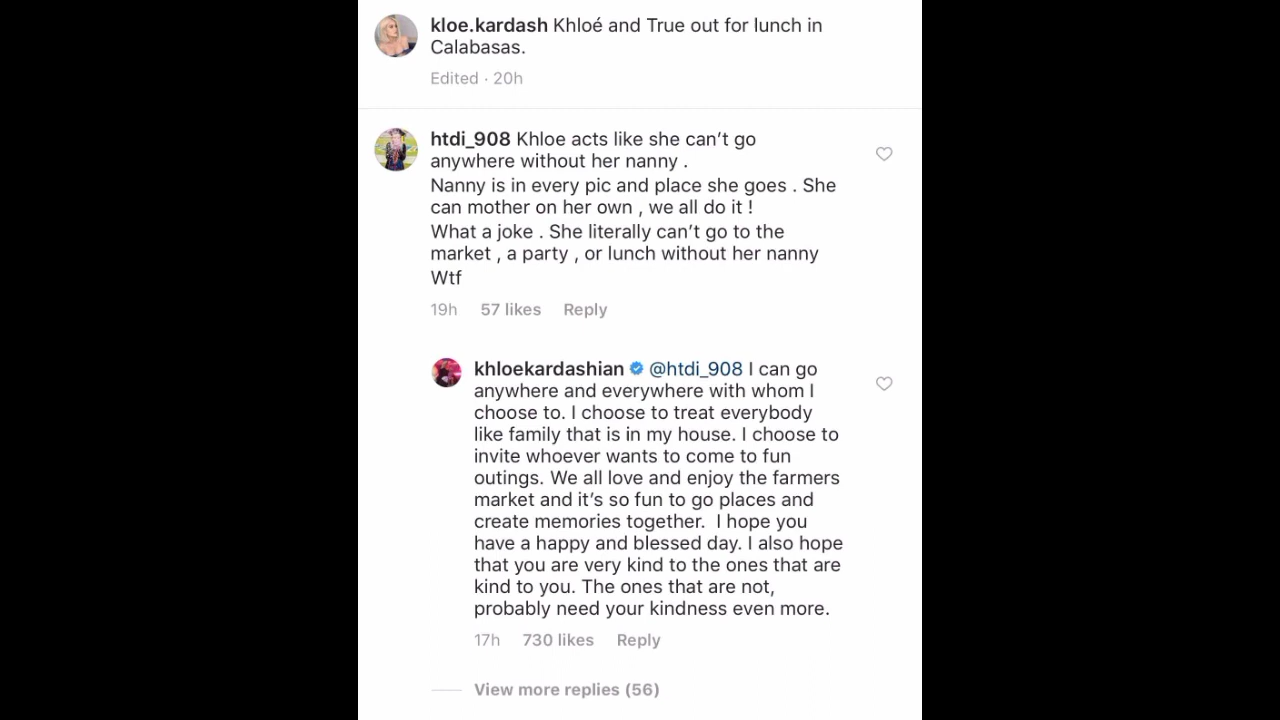 kloe.kardash Khloé and True out for lunch in
Calabasas.
Edited · 20h
htdi_908 Khloe acts like she can’t go
anywhere without her nanny .
Nanny is in every pic and place she goes . She
can mother on her own , we all do it !
What a joke . She literally can’t go to the
market , a party , or lunch without her nanny
Wtf
19h 57 likes Reply
khloekardashian @htdi_908 I can go
anywhere and everywhere with whom I
choose to. I choose to treat everybody
like family that is in my house. I choose to
invite whoever wants to come to fun
outings. We all love and enjoy the farmers
market and it’s so fun to go places and
create memories together.  I hope you
have a happy and blessed day. I also hope
that you are very kind to the ones that are
kind to you. The ones that are not,
probably need your kindness even more.
17h 730 likes Reply
View more replies (56)